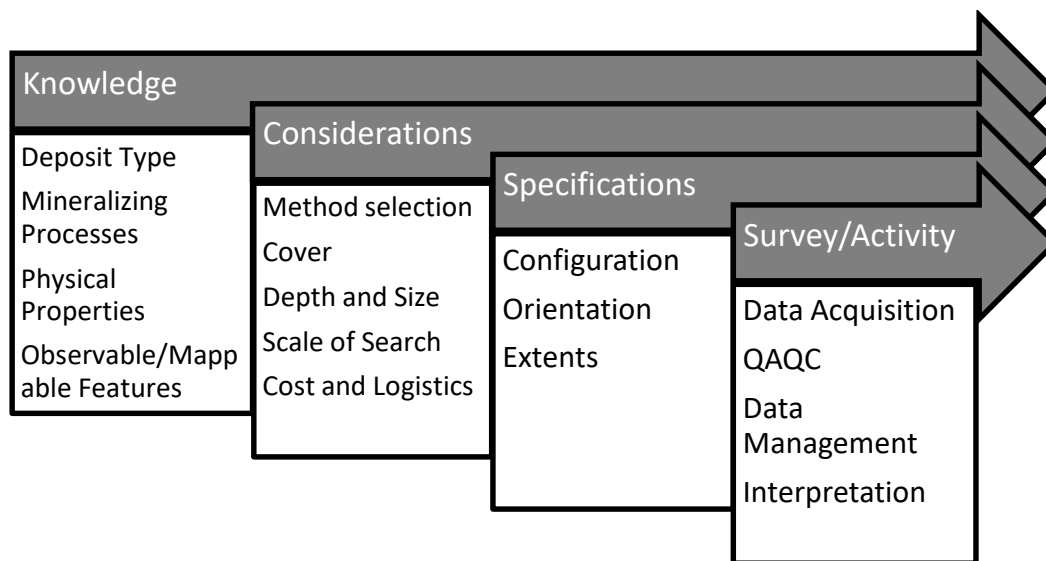 Knowledge
Deposit Type
Mineralizing
Processes
Physical
Properties
Observable/Mapp
able Features
Considerations
Method selection
Cover
Depth and Size
Scale of Search
Cost and Logistics
Specifications
Configuration
Orientation
Extents
Survey/Activity
Data Acquisition
QAQC
Data
Management
Interpretation